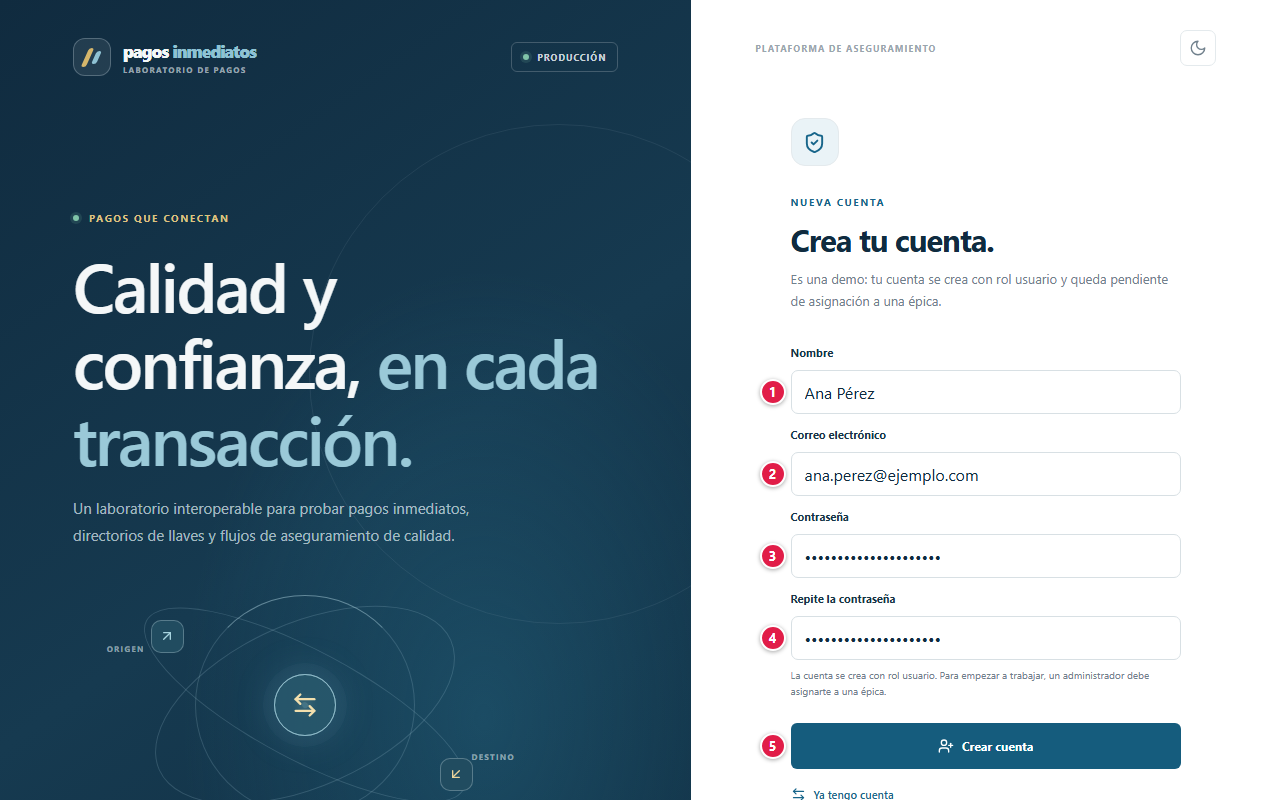 pagos inmediatos
LABORATORIO DE PAGOS
PRODUCCIÓN
PAGOS QUE CONECTAN
Calidad y
confianza, en cada
transacción.
Un laboratorio interoperable para probar pagos inmediatos,
directorios de llaves y flujos de aseguramiento de calidad.
ORIGEN
DESTINO
PLATAFORMA DE ASEGURAMIENTO
NUEVA CUENTA
Crea tu cuenta.
Es una demo: tu cuenta se crea con rol usuario y queda pendiente
de asignación a una épica.
Nombre
1 Ana Pérez
Correo electrónico
2 ana.perez@ejemplo.com
Contraseña
3 •••••••••••••••••••••
Repite la contraseña
4 •••••••••••••••••••••
La cuenta se crea con rol usuario. Para empezar a trabajar, un administrador debe
asignarte a una épica.
5 Crear cuenta
Ya tengo cuenta